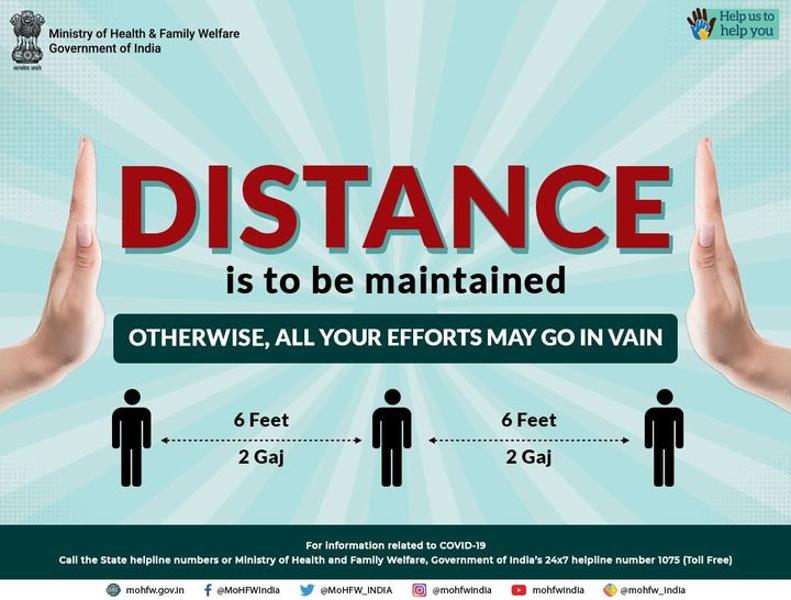 Ministry of Health & Family Welfare
Government of India
सत्यमेव जयते
Help us to
help you
DISTANCE
is to be maintained
OTHERWISE, ALL YOUR EFFORTS MAY GO IN VAIN
6 Feet
2 Gaj
6 Feet
2 Gaj
For information related to COVID-19
Call the State helpline numbers or Ministry of Health and Family Welfare, Government of India's 24x7 helpline number 1075 (Toll Free)
mohfw.gov.in @MoHFWIndia @MoHFW_INDIA @mohfwindia mohfwindia @mohfw_india